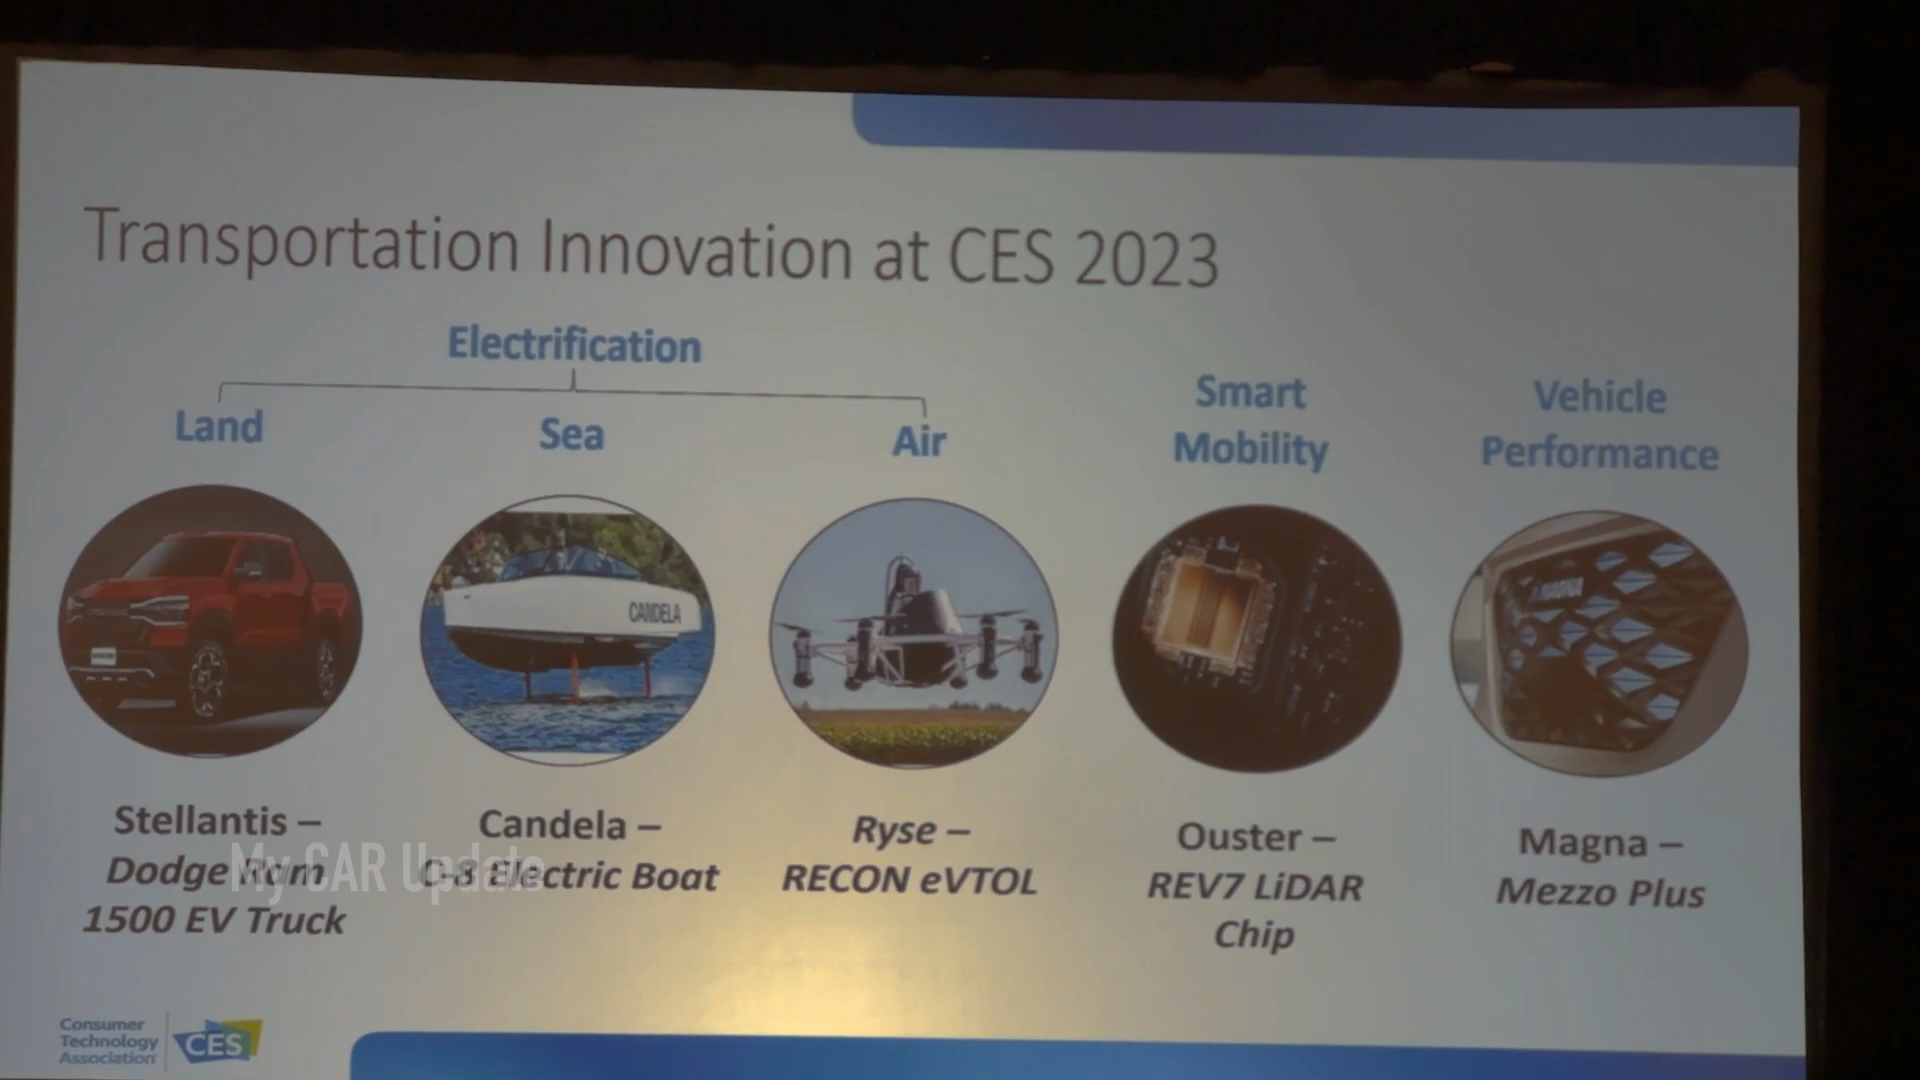 Transportation Innovation at CES 2023
Electrification
Land
Sea
Air
Smart
Mobility
Vehicle
Performance
CANDELA
MAGNA
Stellantis –
Dodge Ram
1500 EV Truck
Candela –
C-8 Electric Boat
Ryse –
RECON eVTOL
Ouster –
REV7 LiDAR
Chip
Magna –
Mezzo Plus
My CAR Update
Consumer
Technology
Association
CES